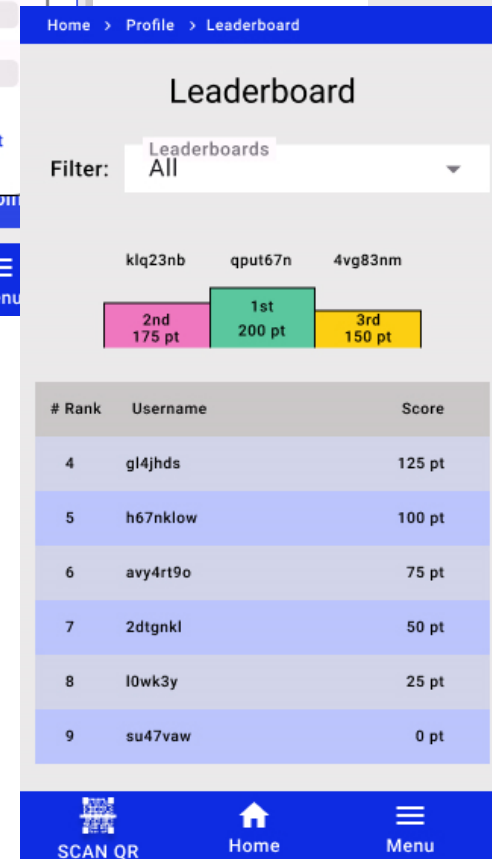 Home > Profile > Leaderboard
Leaderboard
Leaderboards
Filter: All
klq23nb qput67n 4vg83nm
1st
200 pt
2nd
175 pt
3rd
150 pt
# Rank Username Score
4 gl4jhds 125 pt
5 h67nklow 100 pt
6 avy4rt9o 75 pt
7 2dtgnkl 50 pt
8 l0wk3y 25 pt
9 su47vaw 0 pt
SCAN QR Home Menu